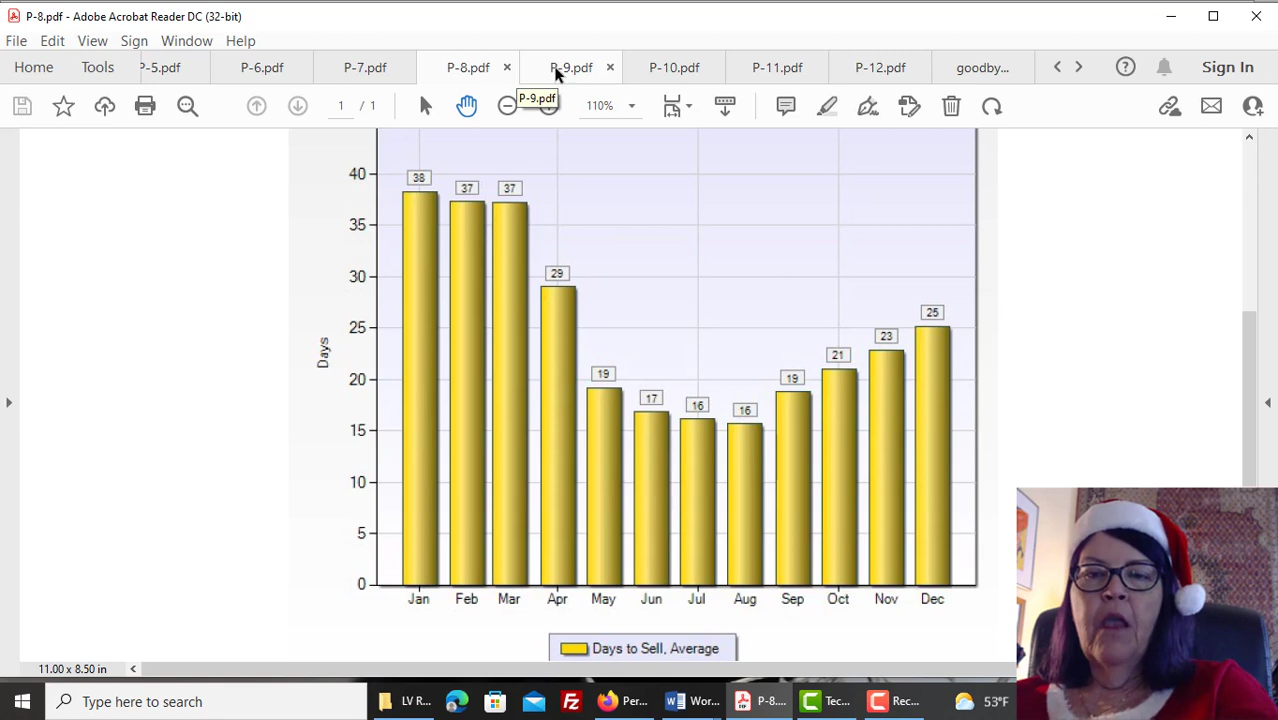 P-8.pdf - Adobe Acrobat Reader DC (32-bit)
File Edit View Sign Window Help
Home Tools P-5.pdf P-6.pdf P-7.pdf P-8.pdf × P-9.pdf × P-10.pdf P-11.pdf P-12.pdf goodby... Sign In
1 / 1 110%
P-9.pdf
40
35
30
25
20
15
10
5
0
Days
38 37 37 29 19 17 16 16 19 21 23 25
Jan Feb Mar Apr May Jun Jul Aug Sep Oct Nov Dec
Days to Sell, Average
11.00 x 8.50 in
Type here to search LV R... Per... Wor... P-8.... Tec... Rec... 53°F